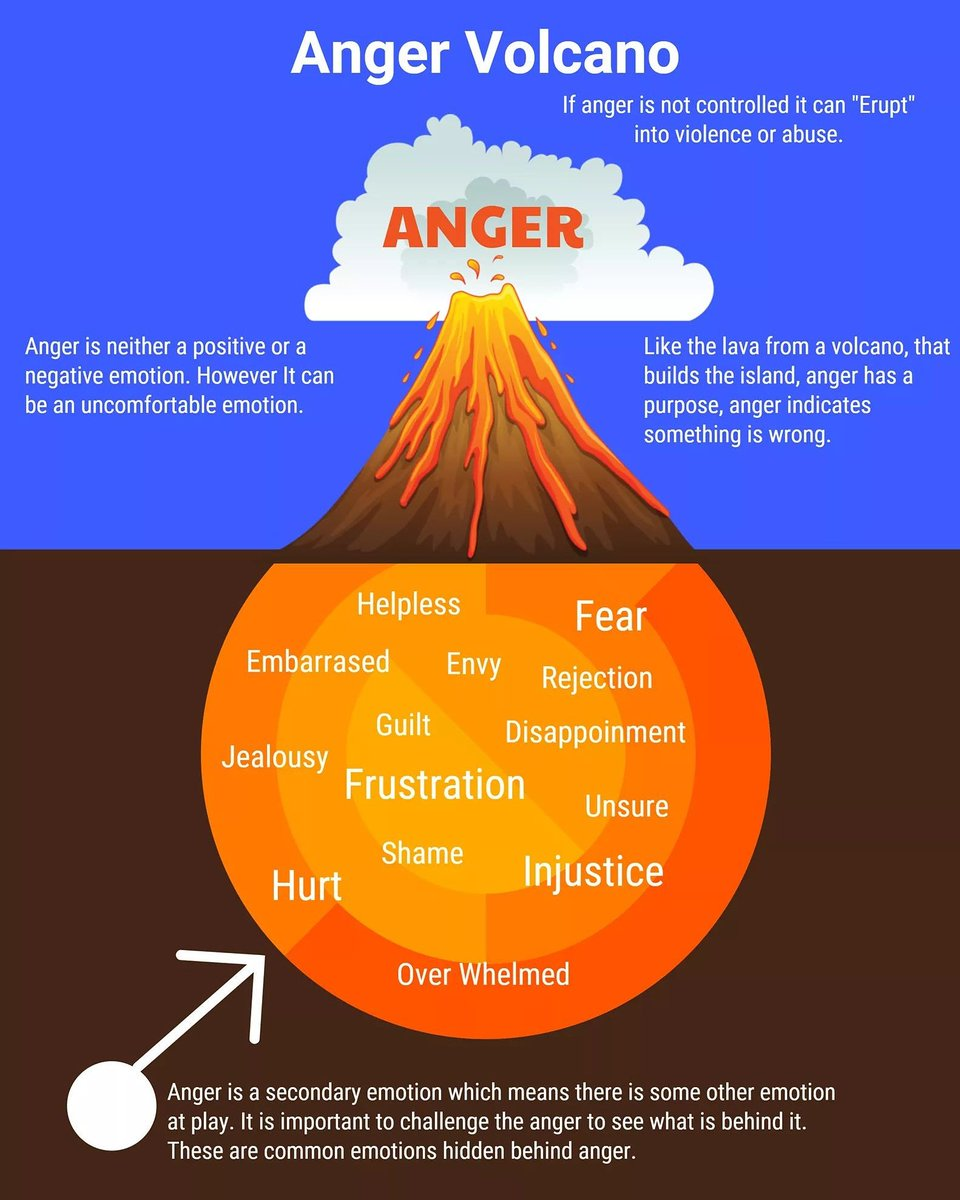 Anger Volcano
If anger is not controlled it can "Erupt"
into violence or abuse.
ANGER
Anger is neither a positive or a
negative emotion. However It can
be an uncomfortable emotion.
Like the lava from a volcano, that
builds the island, anger has a
purpose, anger indicates
something is wrong.
Helpless
Fear
Embarrased
Envy
Rejection
Guilt
Disappoinment
Jealousy
Frustration
Unsure
Shame
Injustice
Hurt
Over Whelmed
Anger is a secondary emotion which means there is some other emotion
at play. It is important to challenge the anger to see what is behind it.
These are common emotions hidden behind anger.